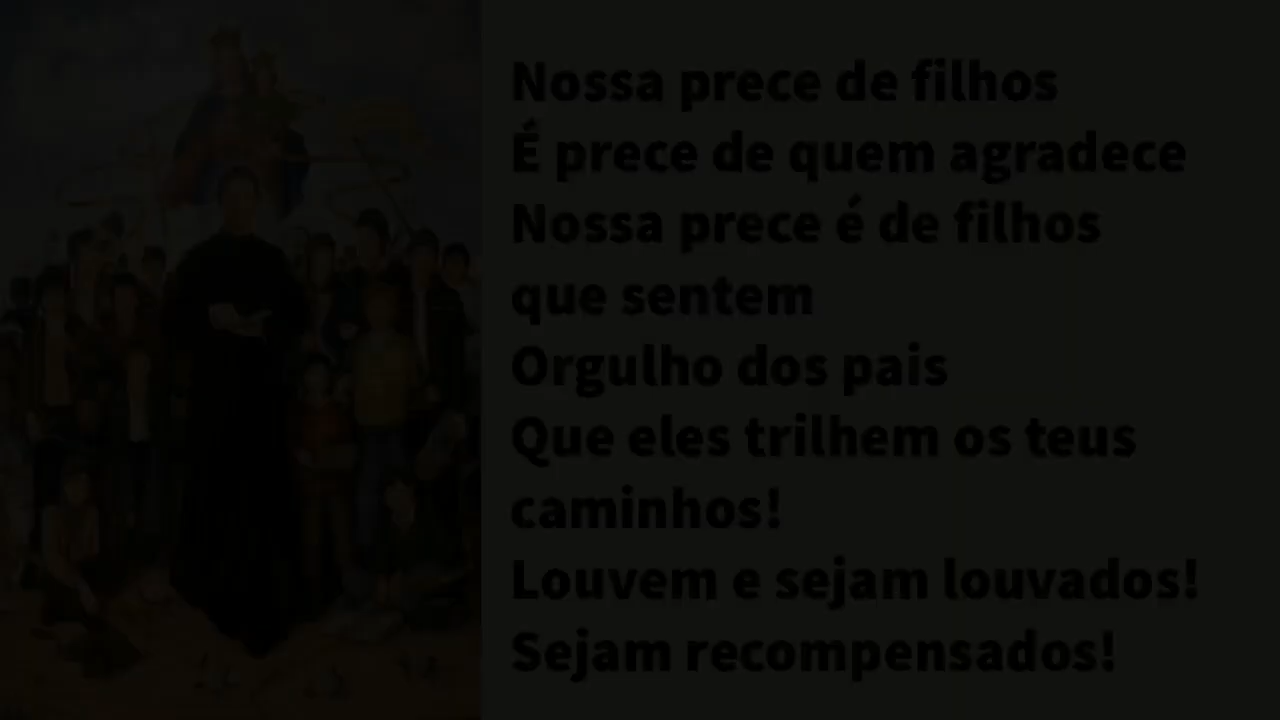 Nossa prece de filhos
É prece de quem agradece
Nossa prece é de filhos
que sentem
Orgulho dos pais
Que eles trilhem os teus
caminhos!
Louvem e sejam louvados!
Sejam recompensados!